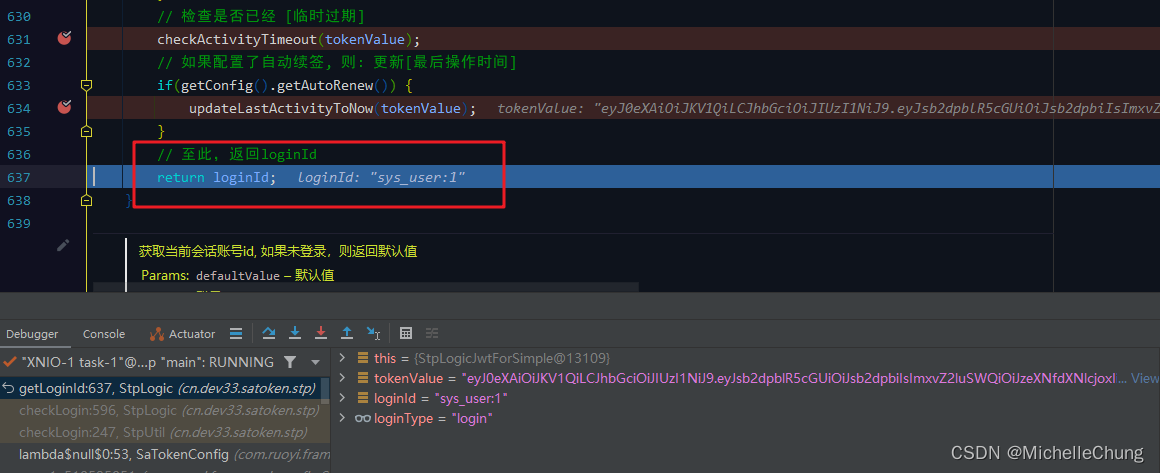 630
631 // 检查是否已经 [临时过期]
checkActivityTimeout(tokenValue);
632 // 如果配置了自动续签, 则: 更新[最后操作时间]
633 if(getConfig().getAutoRenew()) {
634 updateLastActivityToNow(tokenValue); tokenValue: "eyJ0eXAiOiJKV1QiLCJhbGciOiJIUzI1NiJ9.eyJsb2dpblR5cGUiOiJsb2dpbiIsImxvZ
635 }
636 // 至此, 返回loginId
637 return loginId; loginId: "sys_user:1"
638 }
639
获取当前会话账号id, 如果未登录，则返回默认值
Params: defaultValue – 默认值
Debugger Console Actuator
"XNIO-1 task-1"@...p "main": RUNNING
getLoginId:637, StpLogic (cn.dev33.satoken.stp)
checkLogin:596, StpLogic (cn.dev33.satoken.stp)
checkLogin:247, StpUtil (cn.dev33.satoken.stp)
lambda$null$0:53, SaTokenConfig (com.ruoyi.fram
this = {StpLogicJwtForSimple@13109}
tokenValue = "eyJ0eXAiOiJKV1QiLCJhbGciOiJIUzI1NiJ9.eyJsb2dpblR5cGUiOiJsb2dpbiIsImxvZ2luSWQiOiJzeXNfdXNlcjoxI... View
loginId = "sys_user:1"
loginType = "login"
CSDN @MichelleChung